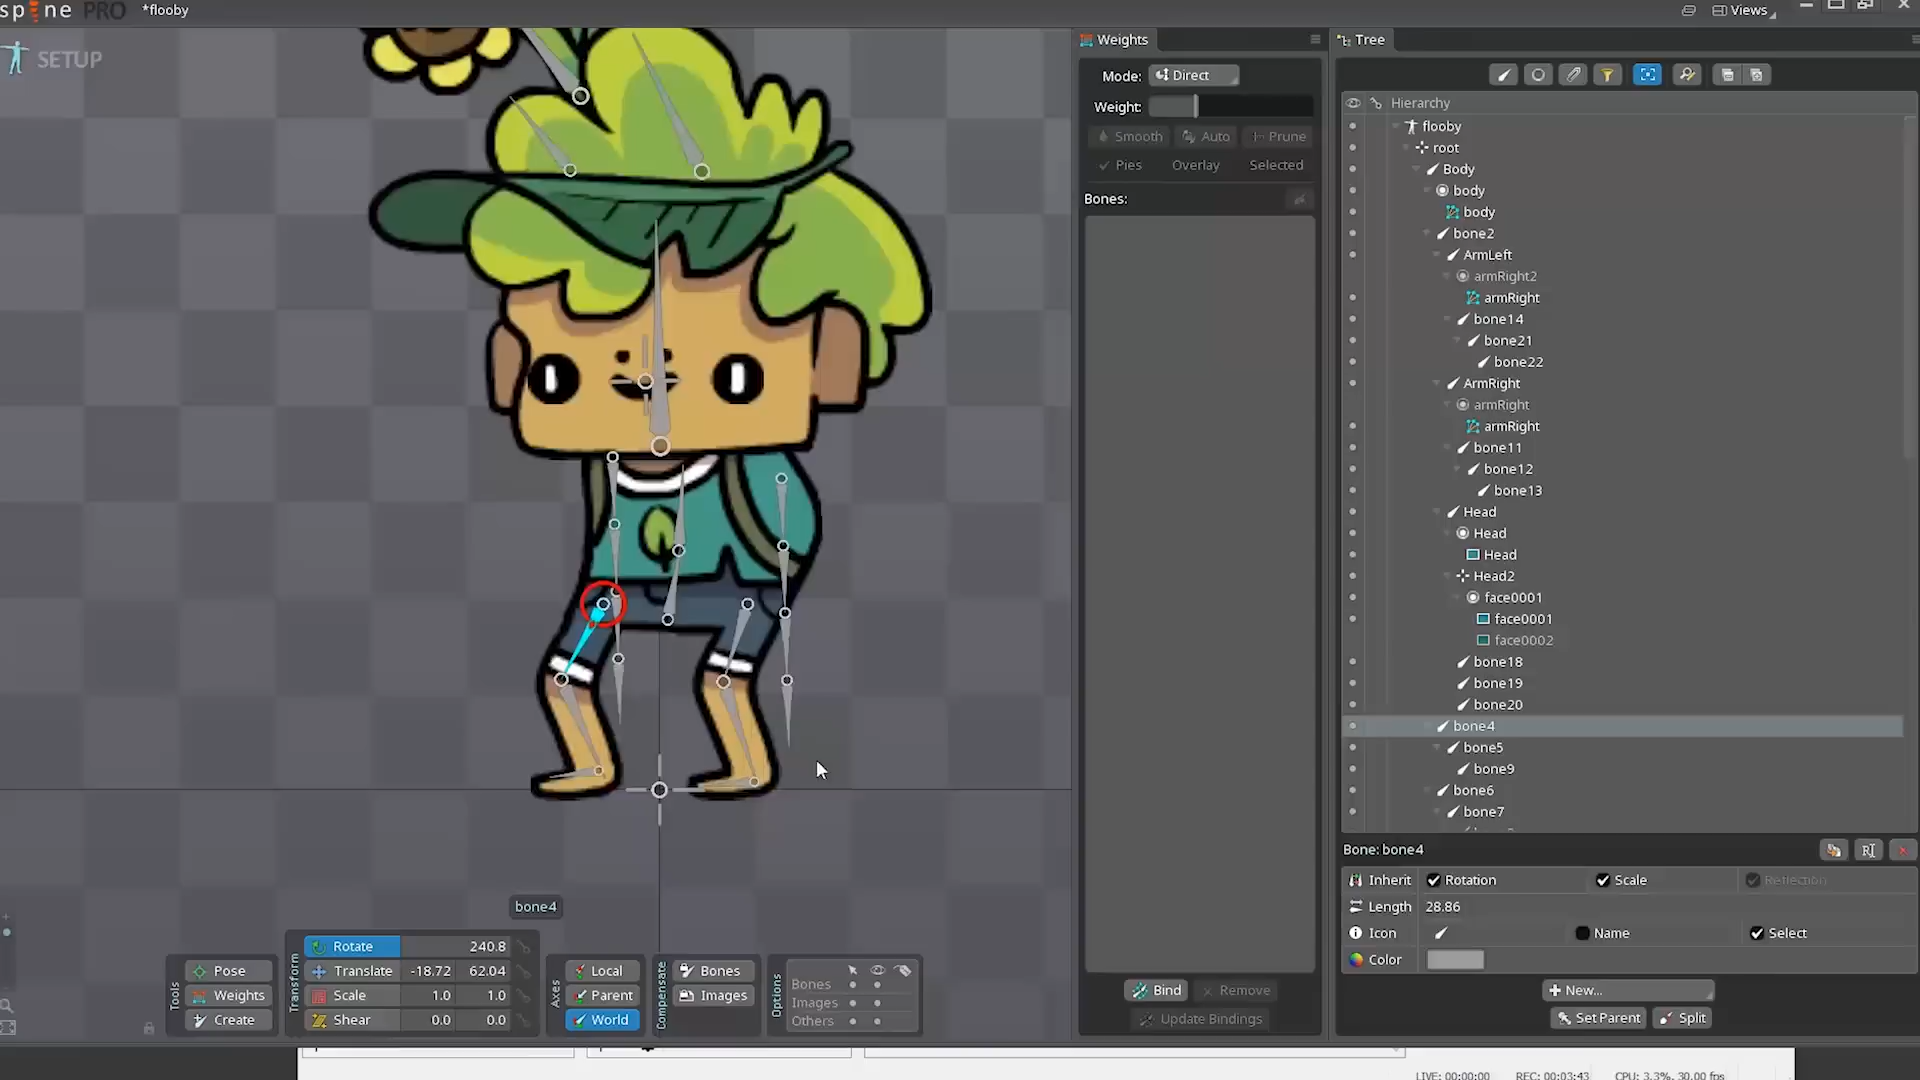 spine PRO *flooby
Views
SETUP
Weights
Mode: Direct
Weight:
Smooth Auto Prune
Pies Overlay Selected
Bones:
Bind Remove
Update Bindings
Tree
Hierarchy
flooby
root
Body
body
body
bone2
ArmLeft
armRight2
armRight
bone14
bone21
bone22
ArmRight
armRight
armRight
bone11
bone12
bone13
Head
Head
Head
Head2
face0001
face0001
face0002
bone18
bone19
bone20
bone4
bone5
bone9
bone6
bone7
Bone: bone4
Inherit Rotation Scale Reflection
Length 28.86
Icon Name Select
Color
New...
Set Parent Split
bone4
Tools
Pose
Weights
Create
Transform
Rotate 240.8
Translate -18.72 62.04
Scale 1.0 1.0
Shear 0.0 0.0
Axes
Local
Parent
World
Compensate
Bones
Images
Options
Bones
Images
Others
LIVE: 00:00:00 REC: 00:03:43 CPU: 3.3%, 30.00 fps